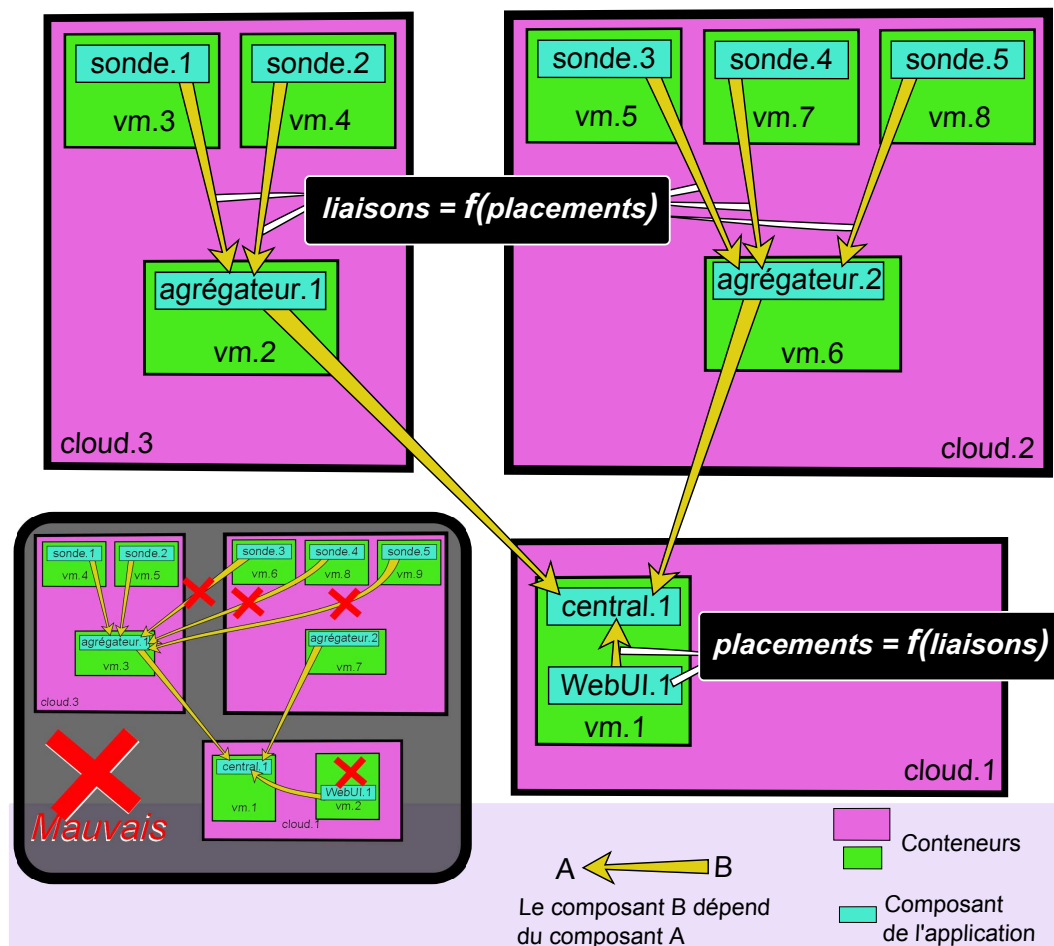 sonde.1
sonde.2
vm.3
vm.4
sonde.3
sonde.4
sonde.5
vm.5
vm.7
vm.8
liaisons = f(placements)
agrégateur.1
vm.2
agrégateur.2
vm.6
cloud.3
cloud.2
sonde.1
sonde.2
vm.4
vm.5
sonde.3
sonde.4
sonde.5
vm.6
vm.8
vm.9
agrégateur.1
vm.3
agrégateur.2
vm.7
cloud.3
central.1
vm.1
WebUI.1
vm.2
cloud.1
Mauvais
central.1
WebUI.1
vm.1
placements = f(liaisons)
cloud.1
A
B
Le composant B dépend
du composant A
Conteneurs
Composant
de l'application